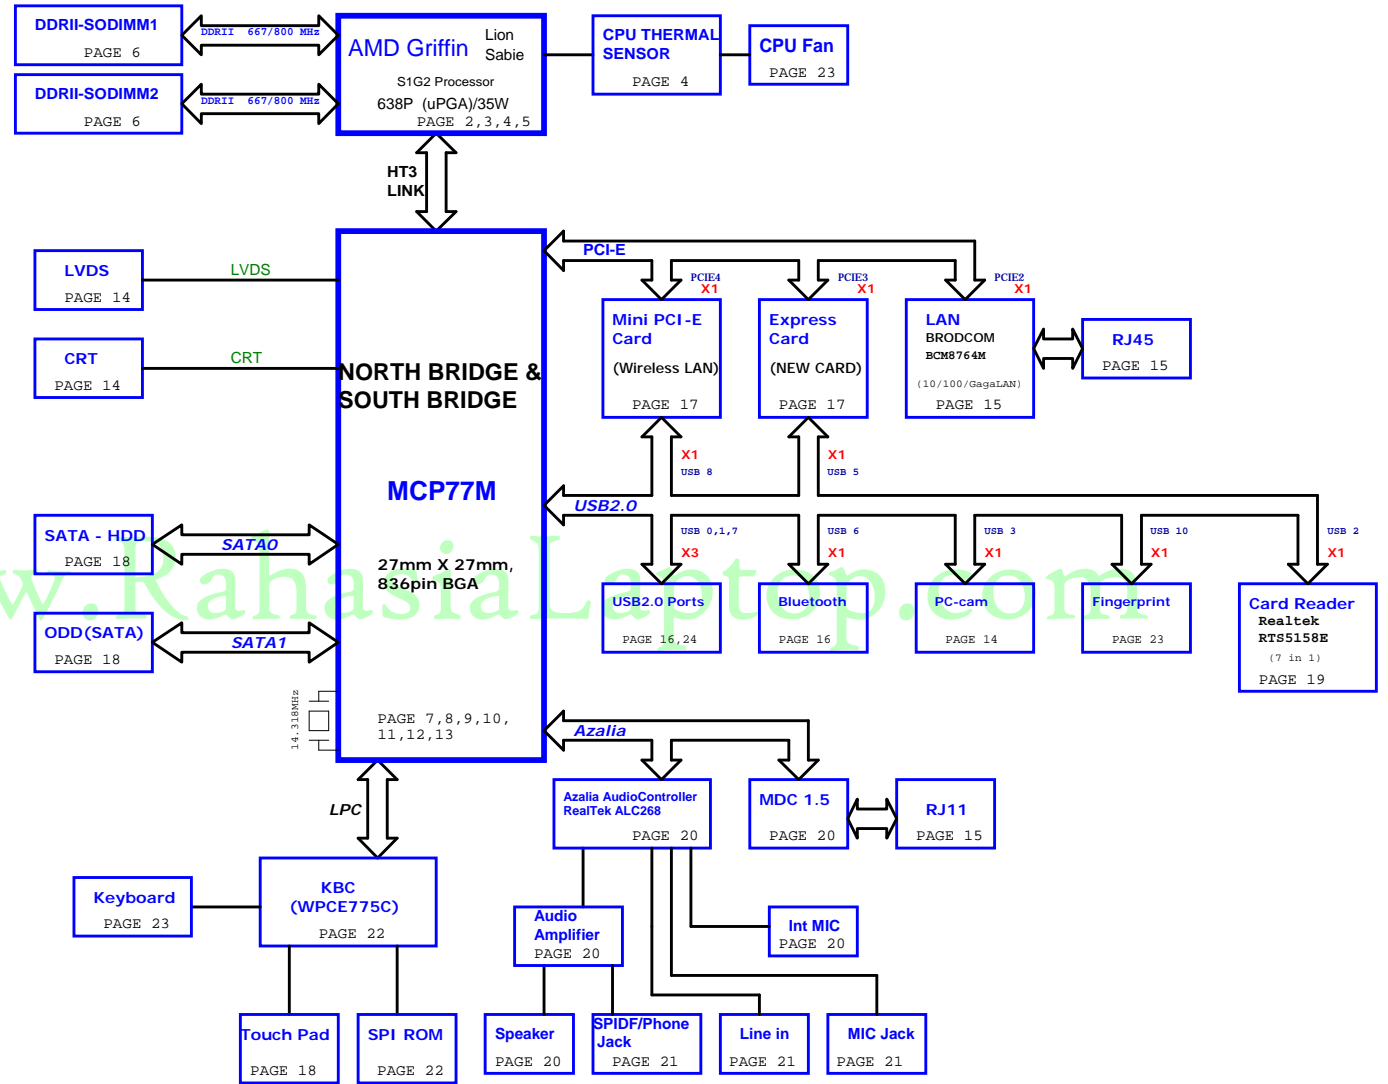 DDRII-SODIMM1
PAGE 6
DDRII 667/800 MHz
DDRII-SODIMM2
PAGE 6
DDRII 667/800 MHz
AMD Griffin
Lion
Sabie
S1G2 Processor
638P (uPGA)/35W
PAGE 2,3,4,5
CPU THERMAL
SENSOR
PAGE 4
CPU Fan
PAGE 23
HT3
LINK
LVDS
PAGE 14
LVDS
CRT
PAGE 14
CRT
NORTH BRIDGE &
SOUTH BRIDGE
MCP77M
27mm X 27mm,
836pin BGA
PAGE 7,8,9,10,
11,12,13
PCI-E
PCIE4
X1
PCIE3
X1
PCIE2
X1
Mini PCI-E
Card
(Wireless LAN)
PAGE 17
Express
Card
(NEW CARD)
PAGE 17
LAN
BRODCOM
BCM8764M
(10/100/GagaLAN)
PAGE 15
RJ45
PAGE 15
X1
USB 8
X1
USB 5
USB2.0
USB 0,1,7
X3
USB 6
X1
USB 3
X1
USB 10
X1
USB 2
X1
USB2.0 Ports
PAGE 16,24
Bluetooth
PAGE 16
PC-cam
PAGE 14
Fingerprint
PAGE 23
Card Reader
Realtek
RTS5158E
(7 in 1)
PAGE 19
SATA - HDD
PAGE 18
SATA0
ODD(SATA)
PAGE 18
SATA1
w.RahasiaLaptop.com
14.318MHz
Azalia
Azalia AudioController
RealTek ALC268
PAGE 20
MDC 1.5
PAGE 20
RJ11
PAGE 15
LPC
KBC
(WPCE775C)
PAGE 22
Keyboard
PAGE 23
Touch Pad
PAGE 18
SPI ROM
PAGE 22
Audio
Amplifier
PAGE 20
Int MIC
PAGE 20
Speaker
PAGE 20
SPIDF/Phone
Jack
PAGE 21
Line in
PAGE 21
MIC Jack
PAGE 21